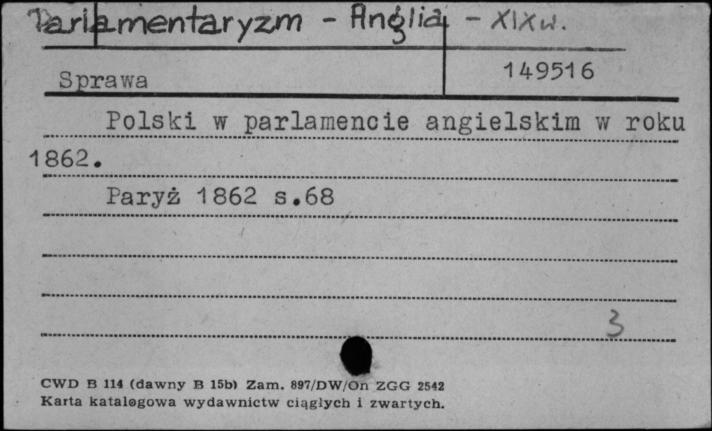 Parlamentaryzm - Anglia - XIX w.
149516
Sprawa
Polski w parlamencie angielskim w roku
1862.
Paryż 1862 s.68
3
CWD B 114 (dawny B 15b) Zam. 897/DW/On ZGG 2542
Karta katalogowa wydawnictw ciągłych i zwartych.